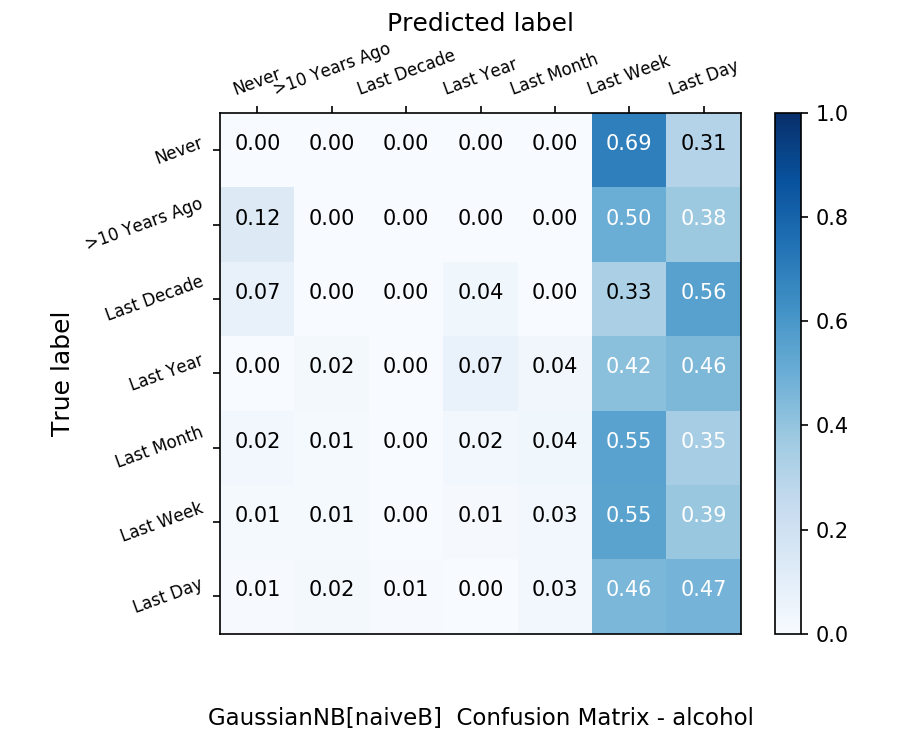 Predicted label
Never >10 Years Ago Last Decade Last Year Last Month Last Week Last Day
True label
Never 0.00 0.00 0.00 0.00 0.00 0.69 0.31
>10 Years Ago 0.12 0.00 0.00 0.00 0.00 0.50 0.38
Last Decade 0.07 0.00 0.00 0.04 0.00 0.33 0.56
Last Year 0.00 0.02 0.00 0.07 0.04 0.42 0.46
Last Month 0.02 0.01 0.00 0.02 0.04 0.55 0.35
Last Week 0.01 0.01 0.00 0.01 0.03 0.55 0.39
Last Day 0.01 0.02 0.01 0.00 0.03 0.46 0.47
1.0
0.8
0.6
0.4
0.2
0.0
GaussianNB[naiveB]  Confusion Matrix - alcohol